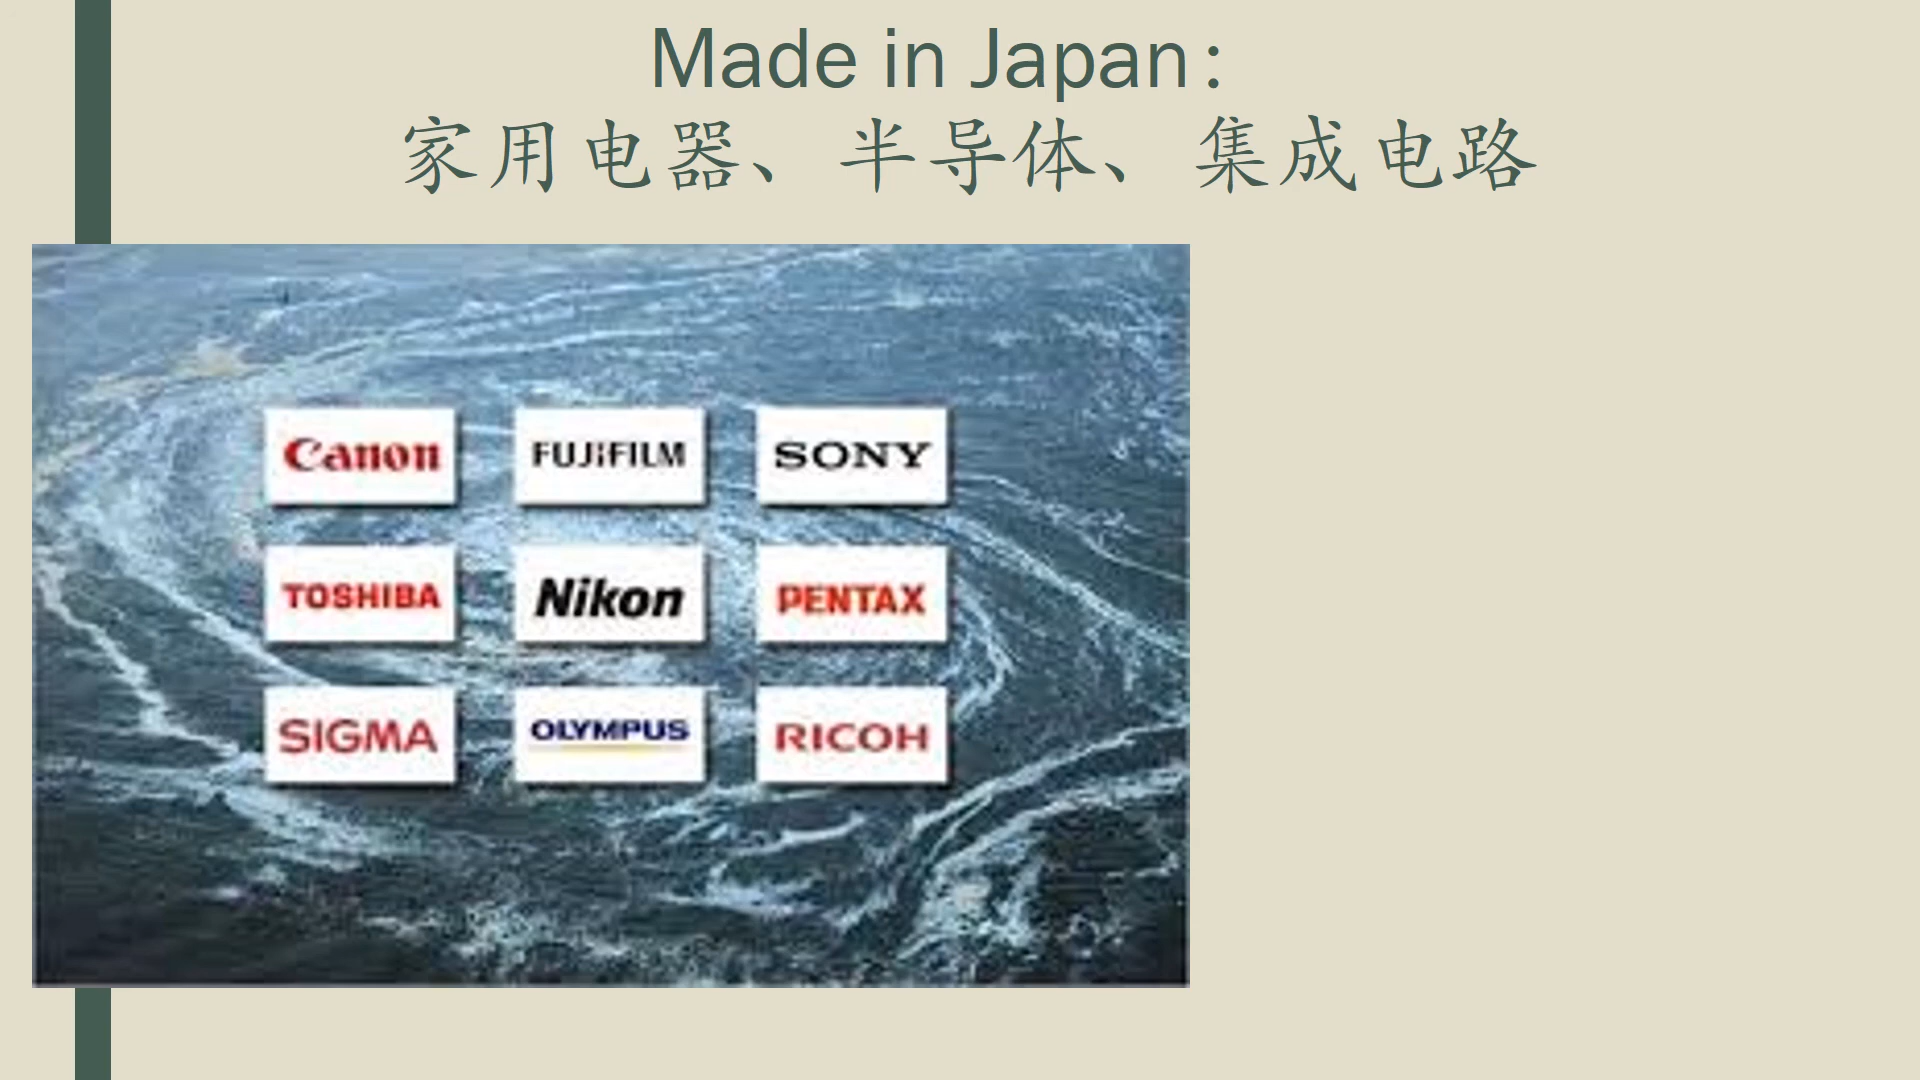 Made in Japan：
家用电器、半导体、集成电路
Canon
FUJIFILM
SONY
TOSHIBA
Nikon
PENTAX
SIGMA
OLYMPUS
RICOH